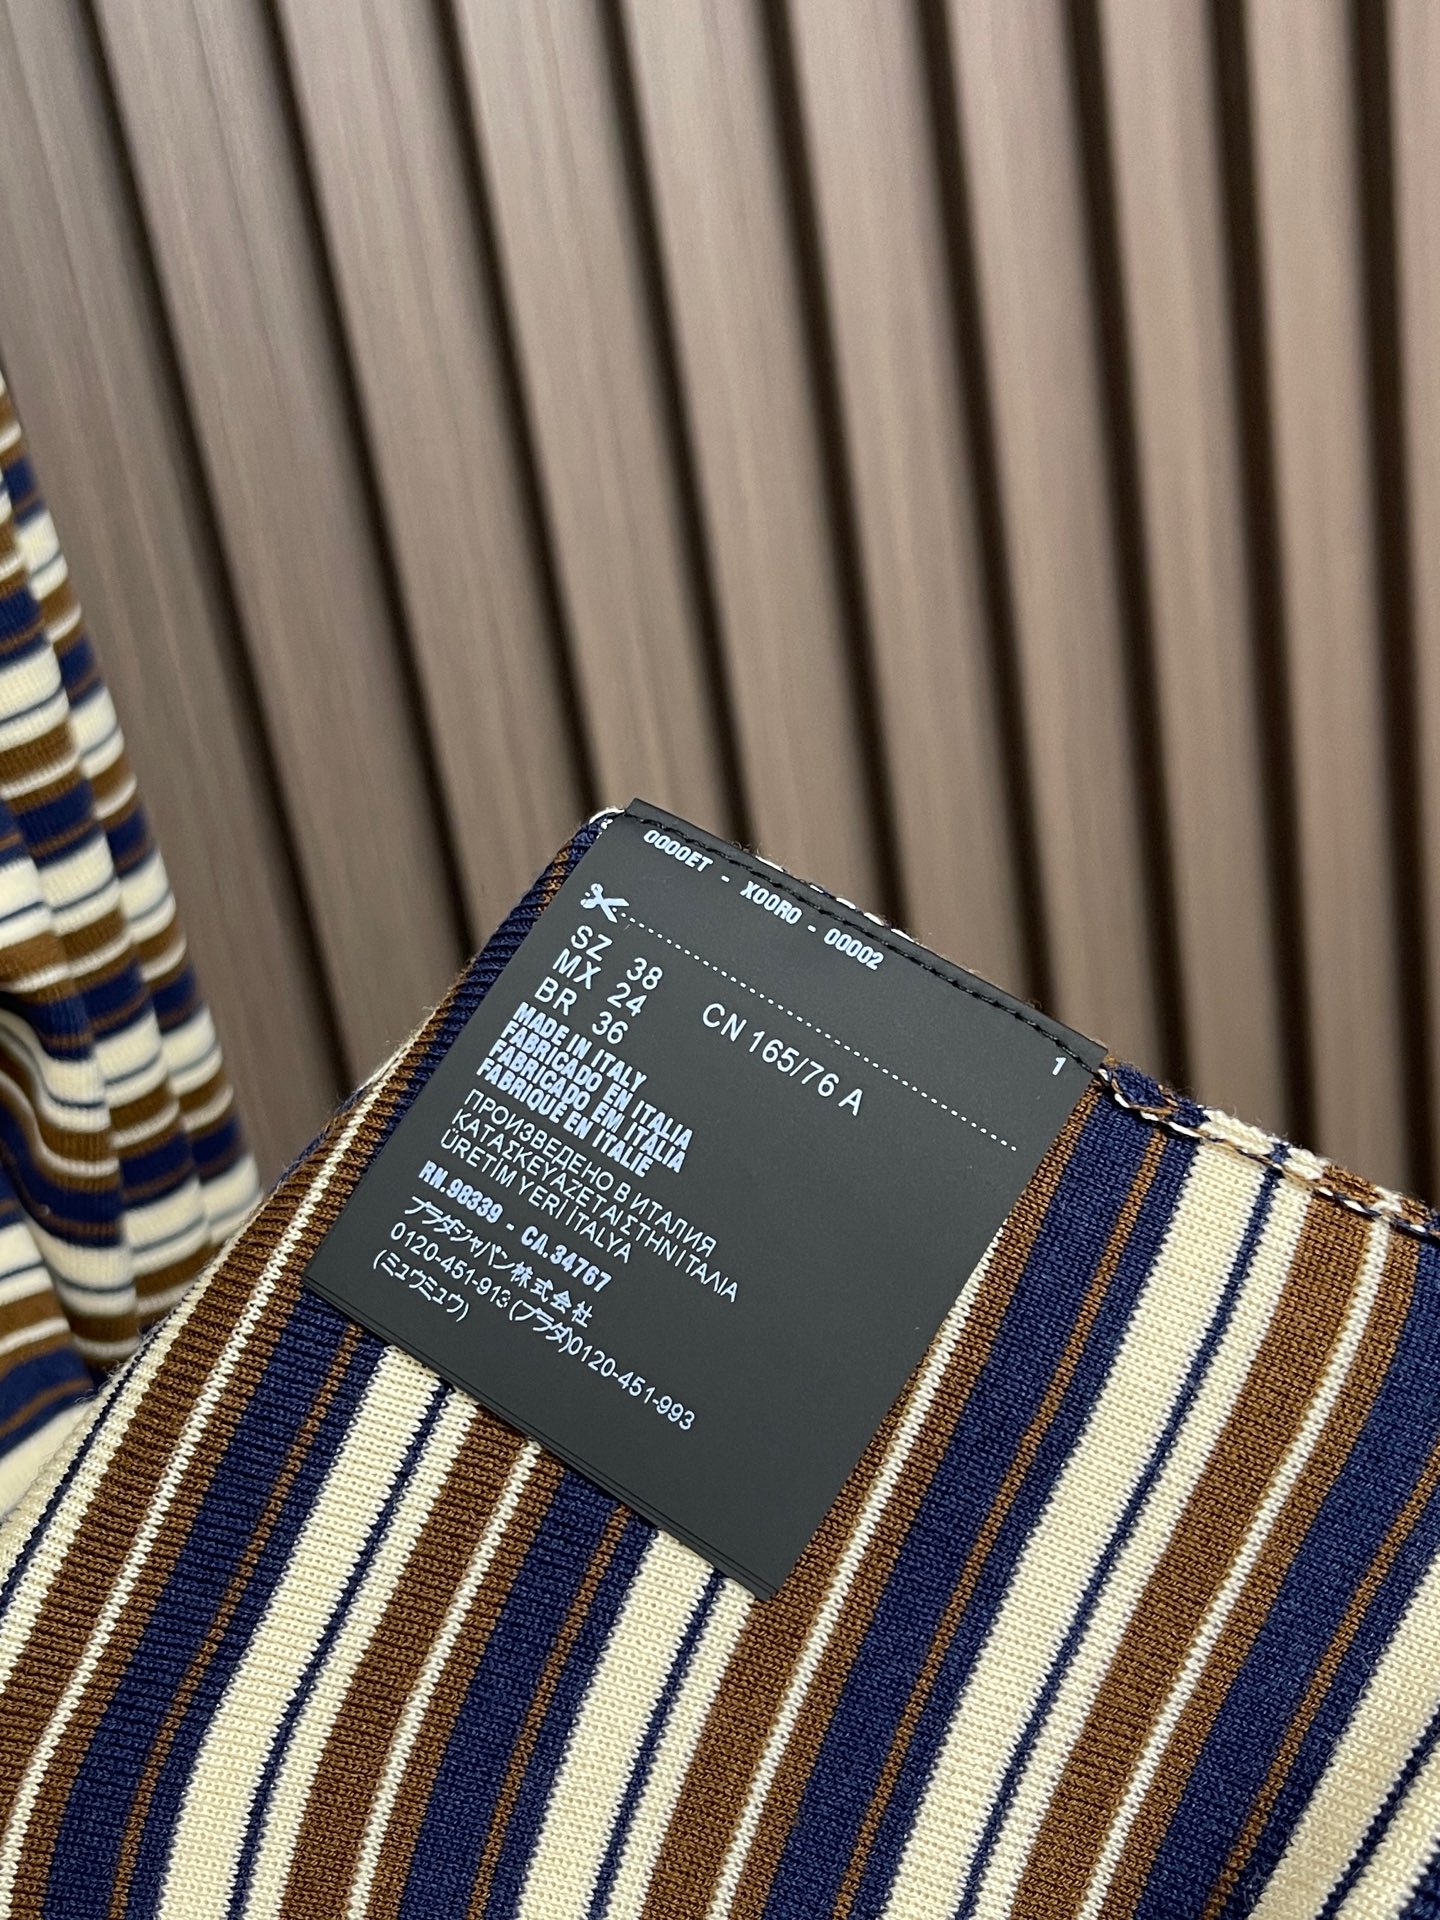 0000ET - X00R0 - 00002
1
SZ 38
MX 24 CN 165/76 A
BR 36
MADE IN ITALY
FABRICADO EN ITALIA
FABRICADO EM ITALIA
FABRIQUÉ EN ITALIE
ПРОИЗВЕДЕНО В ИТАЛИЯ
ΚΑΤΑΣΚΕΥΑΖΕΤΑΙ ΣΤΗΝ ΙΤΑΛΙΑ
ÜRETİM YERİ İTALYA
RN.98339 - CA.34767
プラダジャパン株式会社
0120-451-913 (プラダ)0120-451-993
(ミュウミュウ)